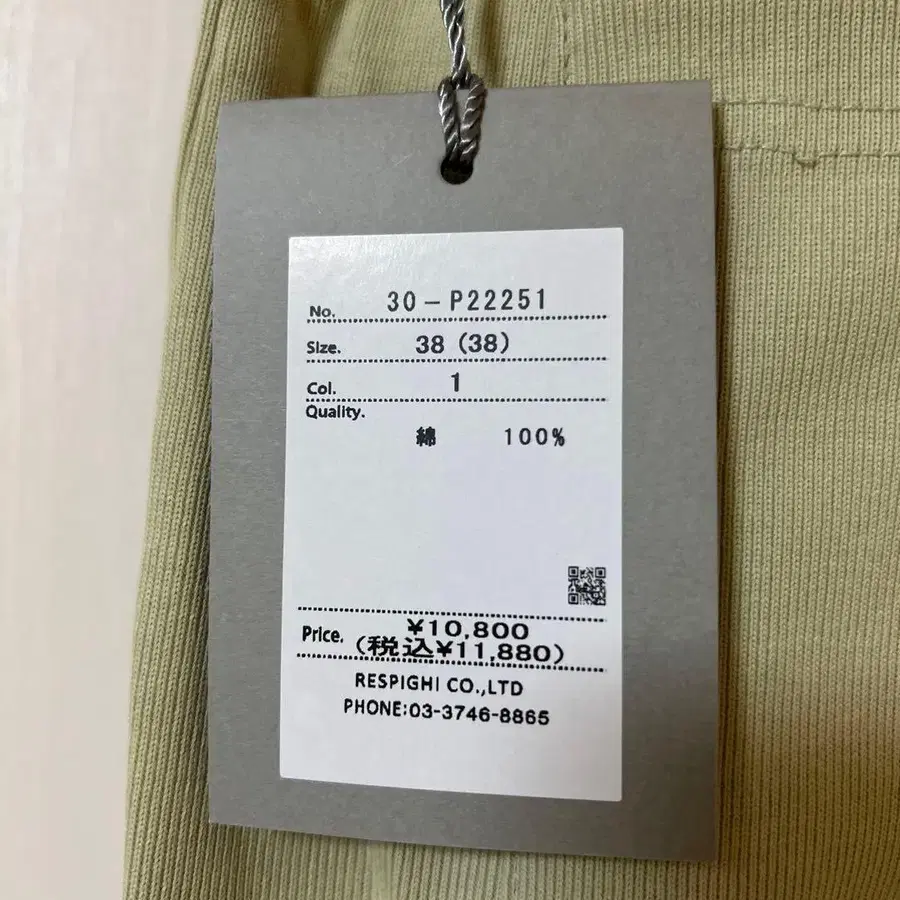 No. 30-P22251
Size. 38 (38)
Col. 1
Quality.
綿 100%
Price. ¥10,800
(税込¥11,880)
RESPIGHI CO.,LTD
PHONE:03-3746-8865